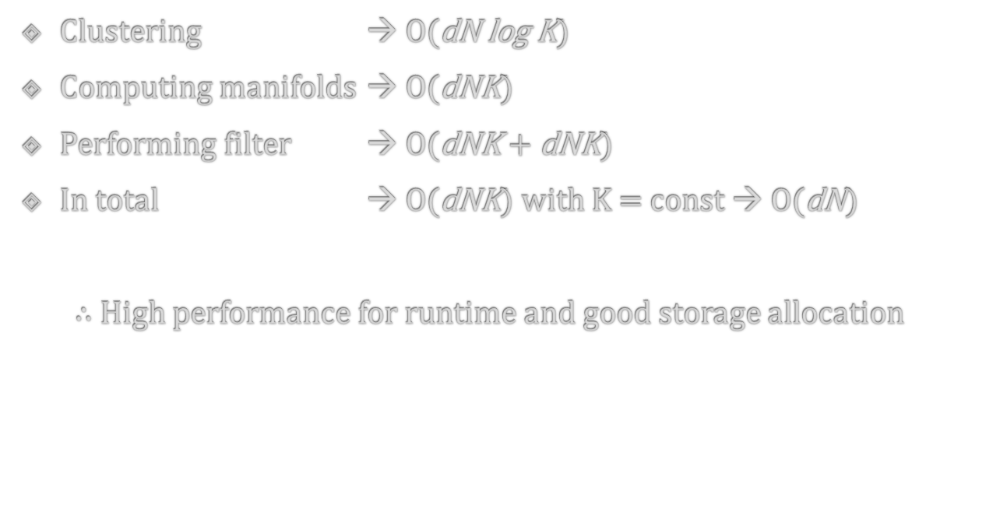 ❖ Clustering → O(dN log K)
❖ Computing manifolds → O(dNK)
❖ Performing filter → O(dNK + dNK)
❖ In total → O(dNK) with K = const → O(dN)
∴ High performance for runtime and good storage allocation